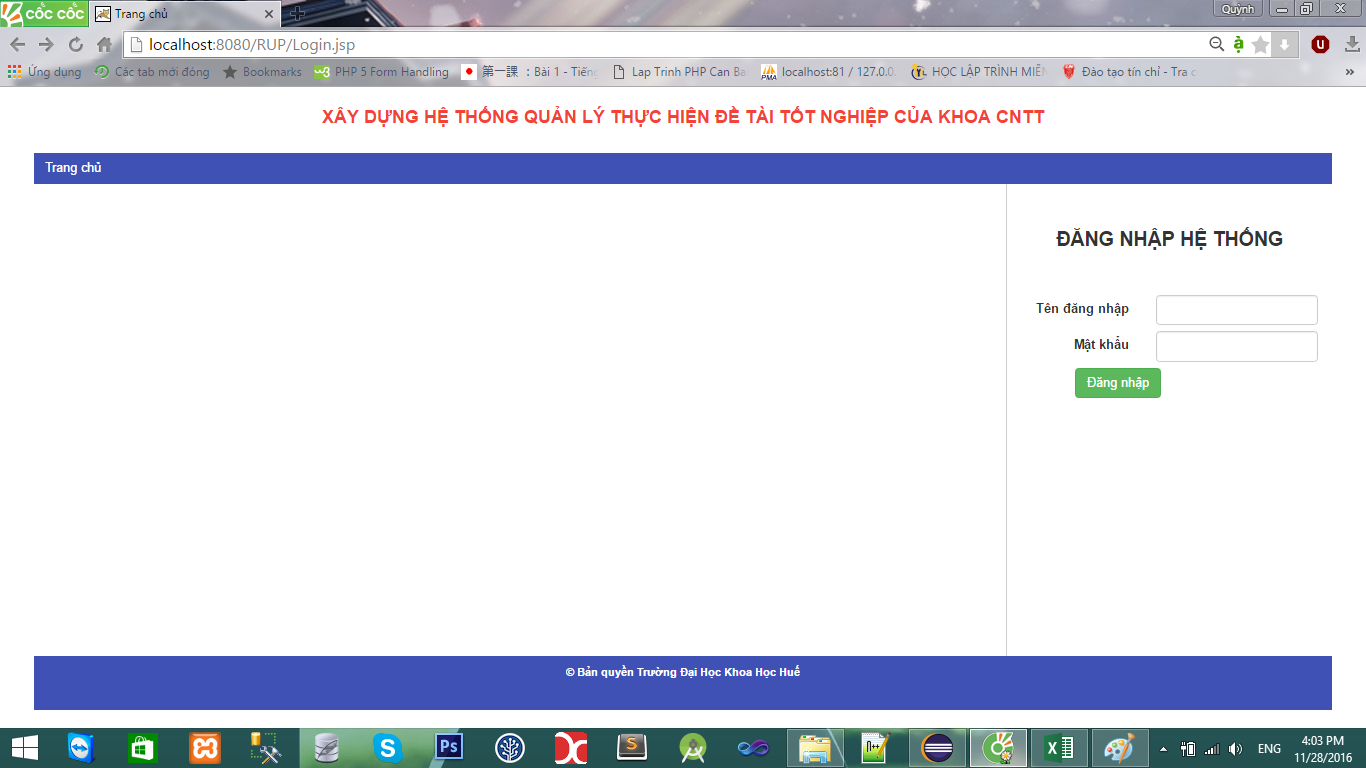 cốc cốc
Trang chủ
Quỳnh
localhost:8080/RUP/Login.jsp
Ứng dụng
Các tab mới đóng
Bookmarks
PHP 5 Form Handling
第一課 : Bài 1 - Tiếng
Lap Trinh PHP Can Ba
localhost:81 / 127.0.0.
HỌC LẬP TRÌNH MIỄN
Đào tạo tín chỉ - Tra c
XÂY DỰNG HỆ THỐNG QUẢN LÝ THỰC HIỆN ĐỀ TÀI TỐT NGHIỆP CỦA KHOA CNTT
Trang chủ
ĐĂNG NHẬP HỆ THỐNG
Tên đăng nhập
Mật khẩu
Đăng nhập
© Bản quyền Trường Đại Học Khoa Học Huế
ENG
4:03 PM
11/28/2016